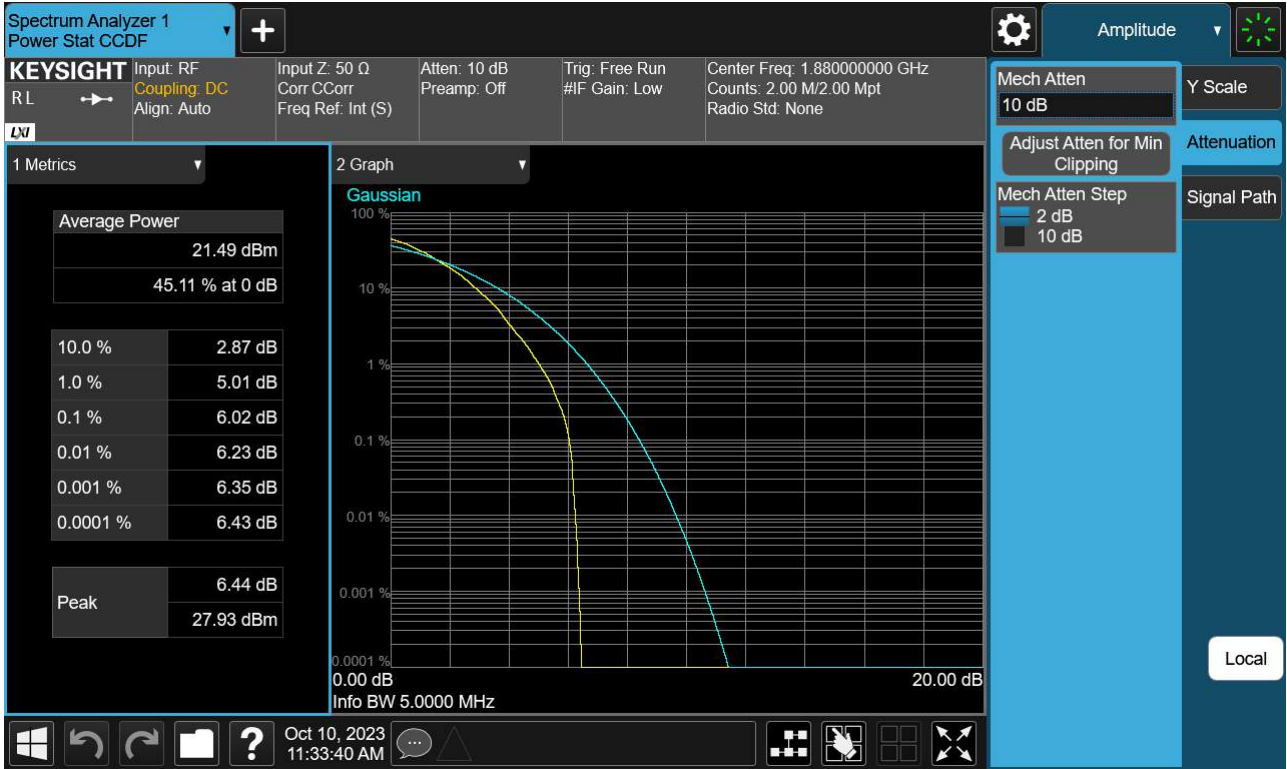 Spectrum Analyzer 1
Power Stat CCDF
Amplitude
KEYSIGHT
RL
LXI
Input: RF
Coupling: DC
Align: Auto
Input Z: 50 Ω
Corr CCorr
Freq Ref: Int (S)
Atten: 10 dB
Preamp: Off
Trig: Free Run
#IF Gain: Low
Center Freq: 1.880000000 GHz
Counts: 2.00 M/2.00 Mpt
Radio Std: None
1 Metrics
Average Power
21.49 dBm
45.11 % at 0 dB
10.0 % 2.87 dB
1.0 % 5.01 dB
0.1 % 6.02 dB
0.01 % 6.23 dB
0.001 % 6.35 dB
0.0001 % 6.43 dB
Peak
6.44 dB
27.93 dBm
2 Graph
Gaussian
100 %
10 %
1 %
0.1 %
0.01 %
0.001 %
0.0001 %
0.00 dB 20.00 dB
Info BW 5.0000 MHz
Mech Atten
10 dB
Adjust Atten for Min
Clipping
Mech Atten Step
2 dB
10 dB
Y Scale
Attenuation
Signal Path
Local
?
Oct 10, 2023
11:33:40 AM